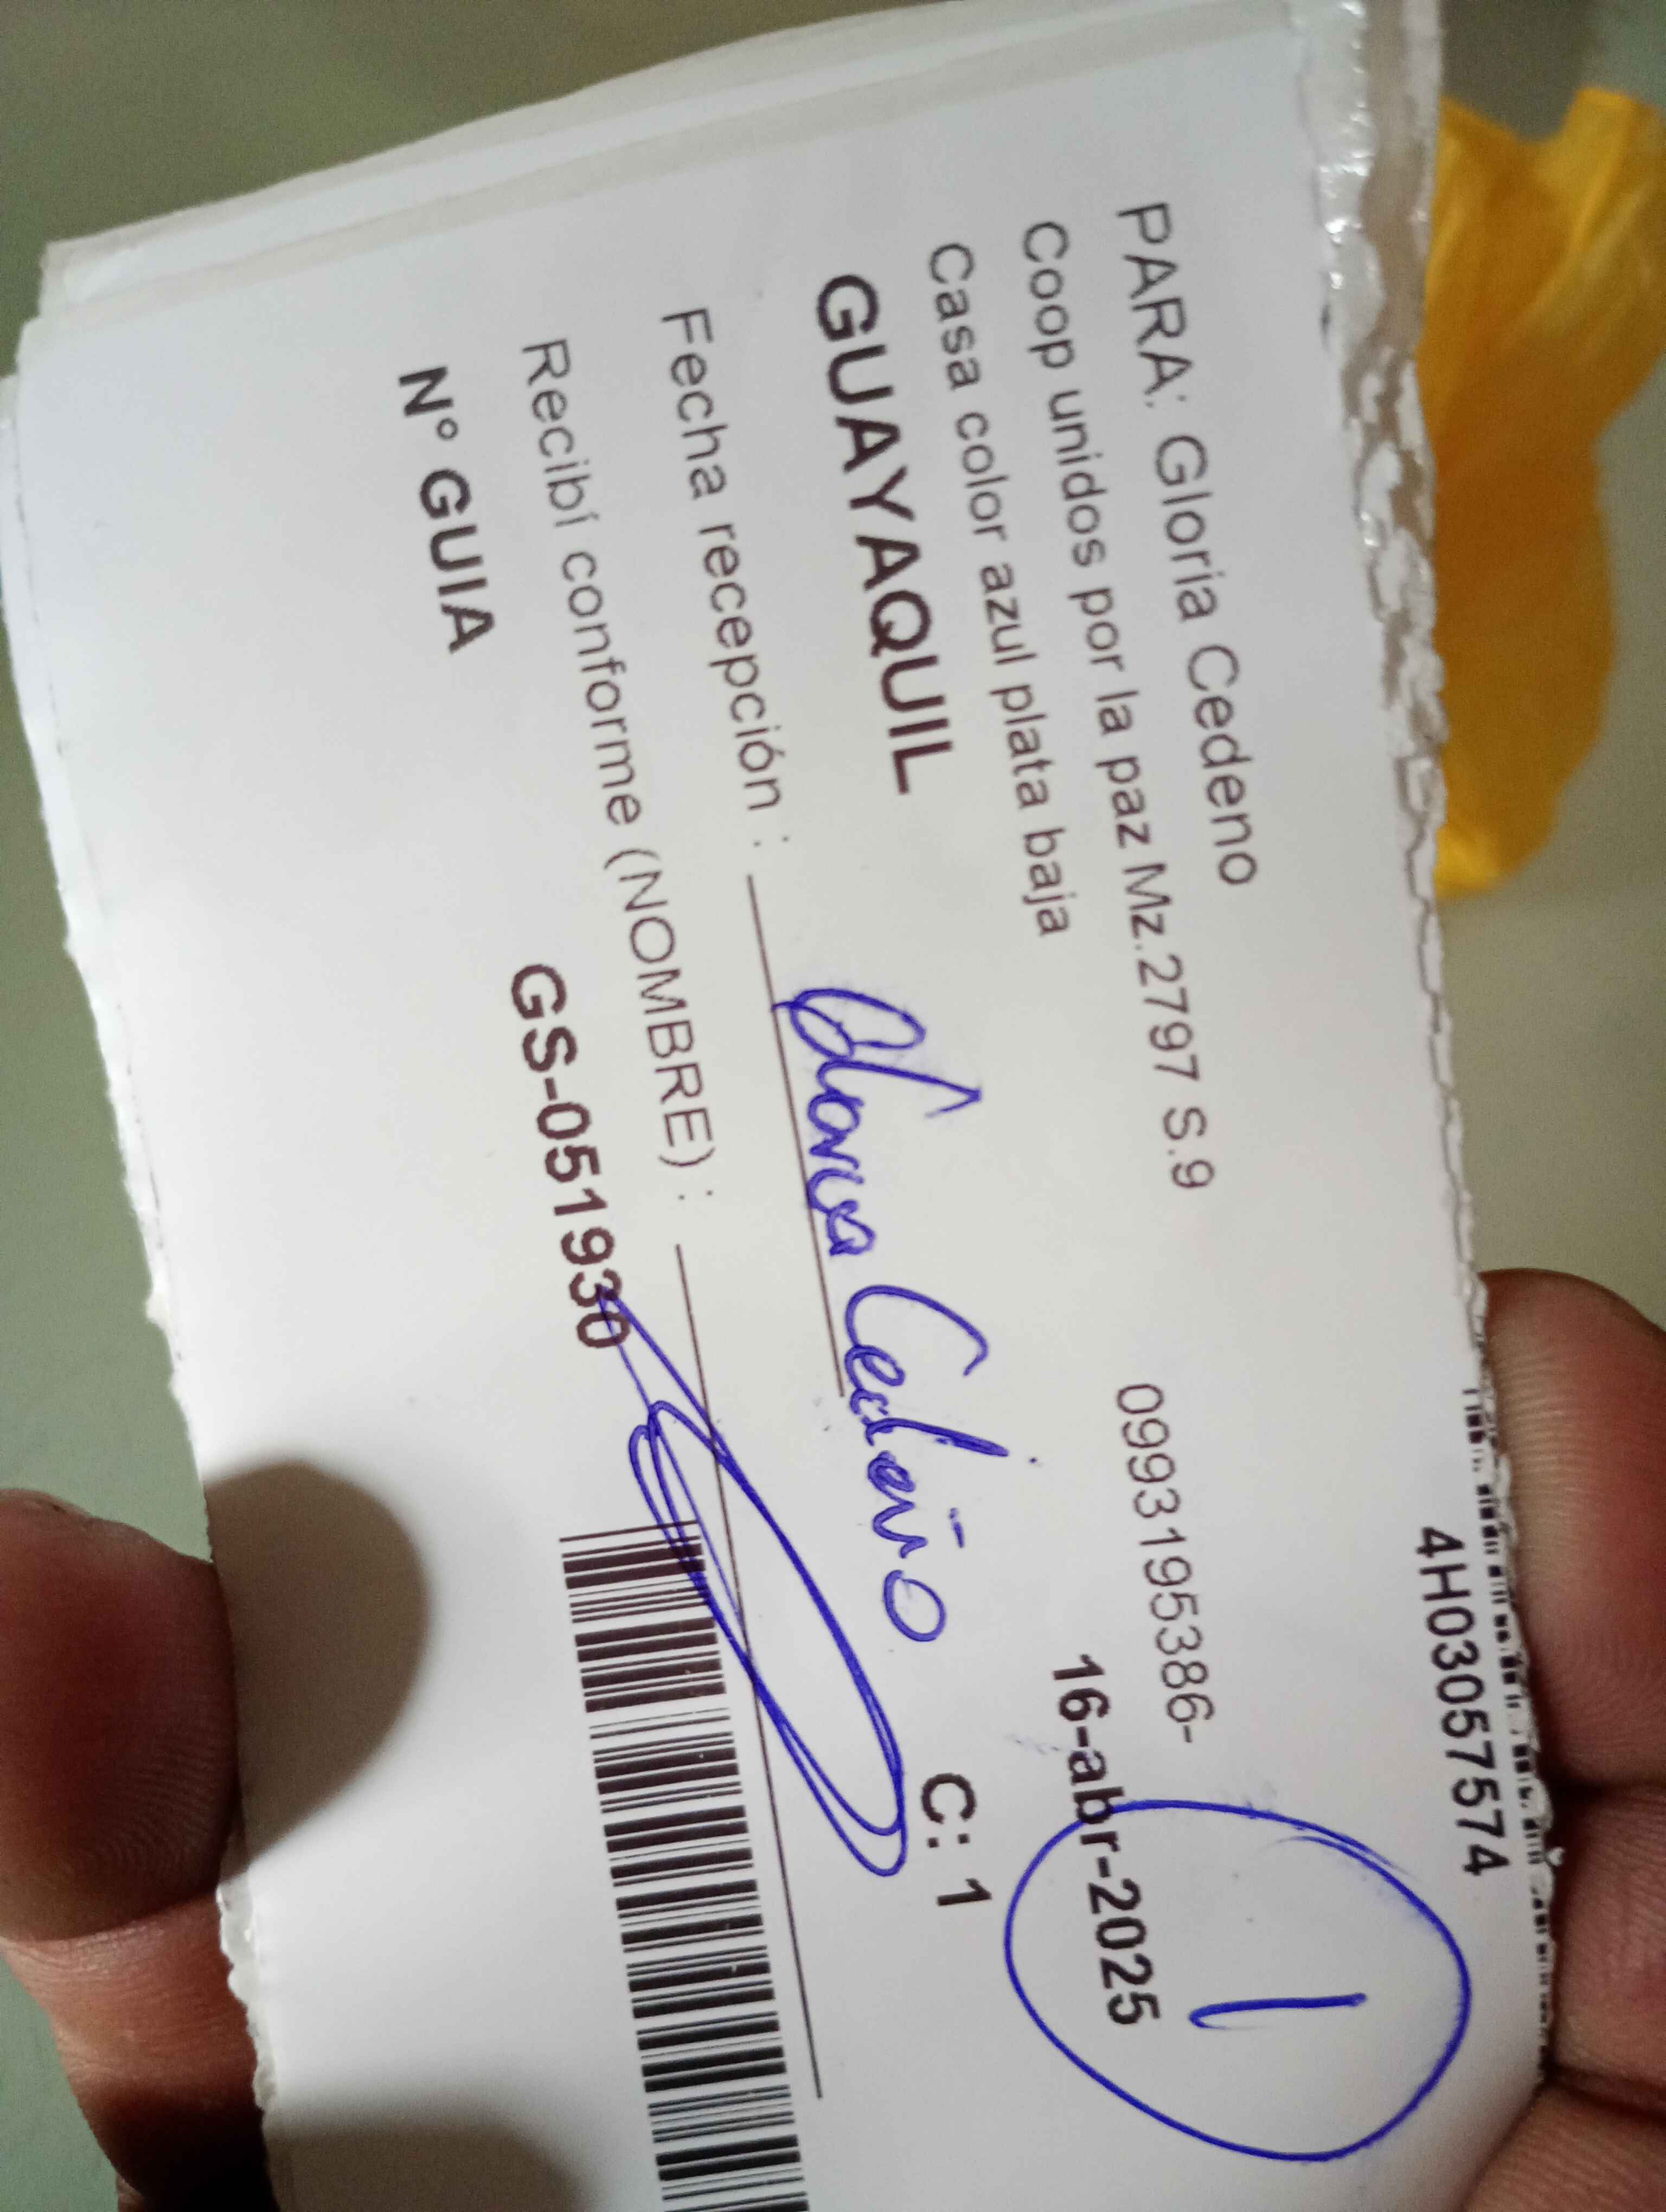 4H03057574
PARA: Gloria Cedeno
Coop unidos por la paz Mz.2797 S.9 0993195386-
Casa color azul plata baja 16-abr-2025
1
GUAYAQUIL C: 1
Fecha recepción : Gloria Cedeño
Recibí conforme (NOMBRE) :
N° GUIA GS-051930